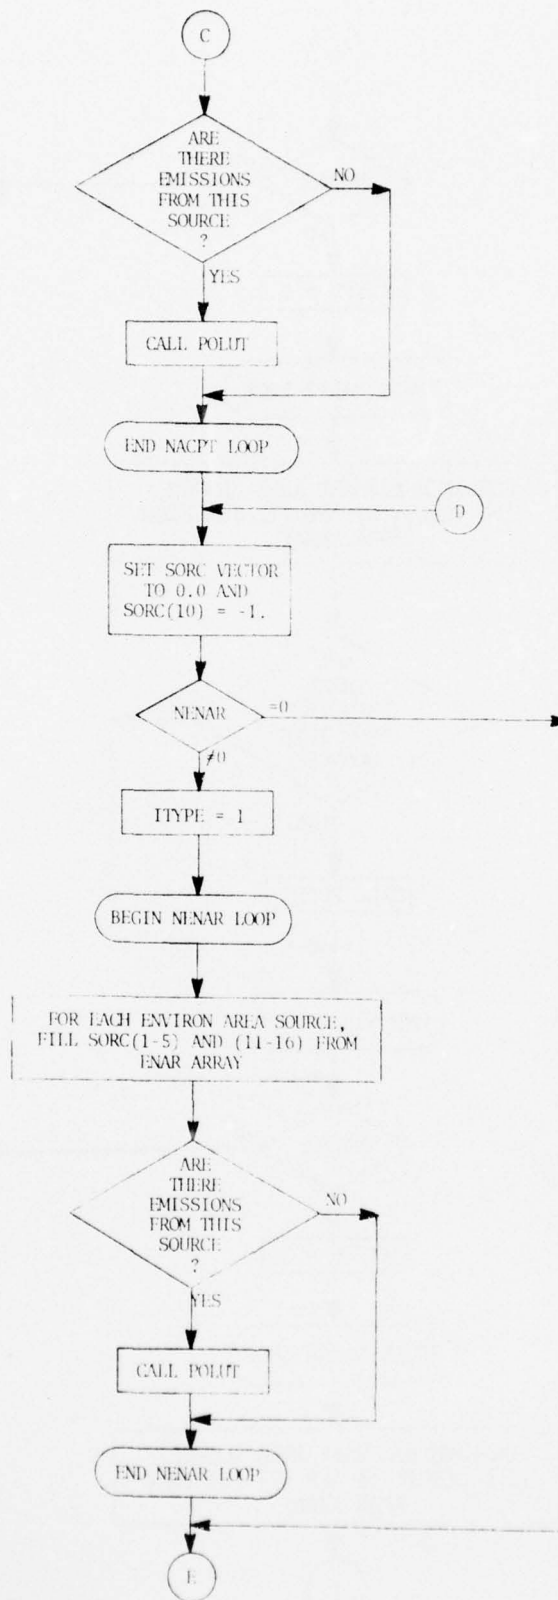 C
ARE
THERE
EMISSIONS
FROM THIS
SOURCE
?
NO
YES
CALL POLUT
END NACPT LOOP
D
SET SORC VECTOR
TO 0.0 AND
SORC(10) = -1.
NENAR
=0
≠0
ITYPE = 1
BEGIN NENAR LOOP
FOR EACH ENVIRON AREA SOURCE,
FILL SORC(1-5) AND (11-16) FROM
ENAR ARRAY
ARE
THERE
EMISSIONS
FROM THIS
SOURCE
?
NO
YES
CALL POLUT
END NENAR LOOP
E